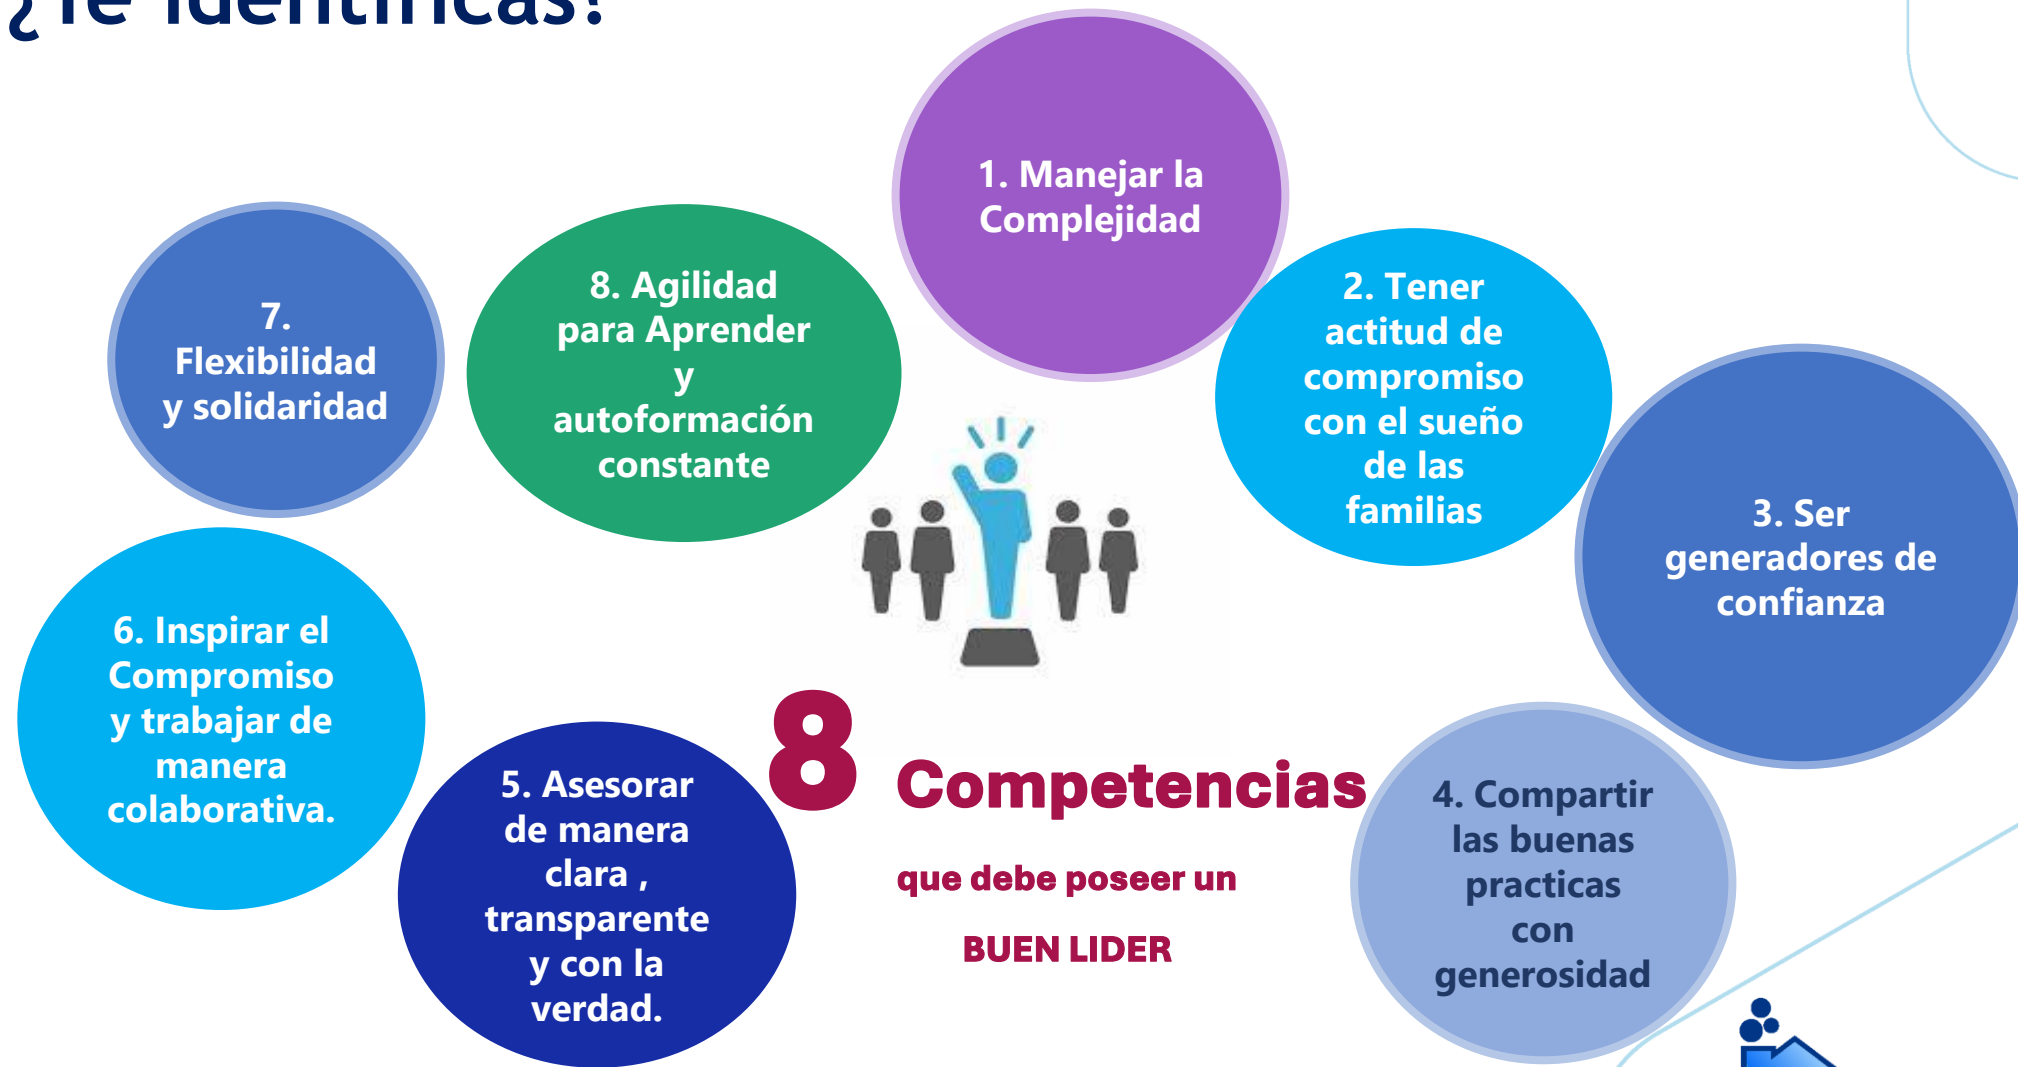 ¿Te identificas?
1. Manejar la
Complejidad
2. Tener
actitud de
compromiso
con el sueño
de las
familias
3. Ser
generadores de
confianza
4. Compartir
las buenas
practicas
con
generosidad
5. Asesorar
de manera
clara ,
transparente
y con la
verdad.
6. Inspirar el
Compromiso
y trabajar de
manera
colaborativa.
7.
Flexibilidad
y solidaridad
8. Agilidad
para Aprender
y
autoformación
constante
8 Competencias
que debe poseer un
BUEN LIDER